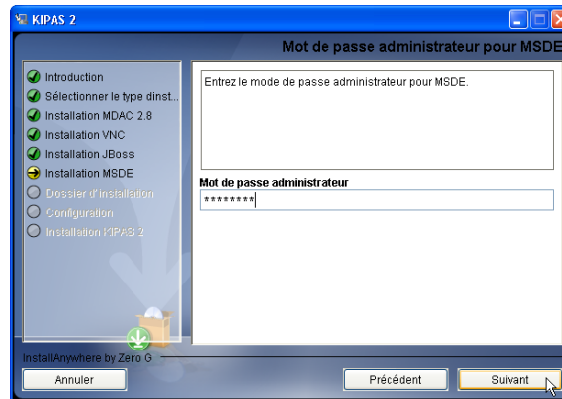 KIPAS 2
Mot de passe administrateur pour MSDE
Introduction
Sélectionner le type dinst...
Installation MDAC 2.8
Installation VNC
Installation JBoss
Installation MSDE
Dossier d'installation
Configuration
Installation KIPAS 2
Entrez le mode de passe administrateur pour MSDE.
Mot de passe administrateur
********
InstallAnywhere by Zero G
Annuler
Précédent
Suivant